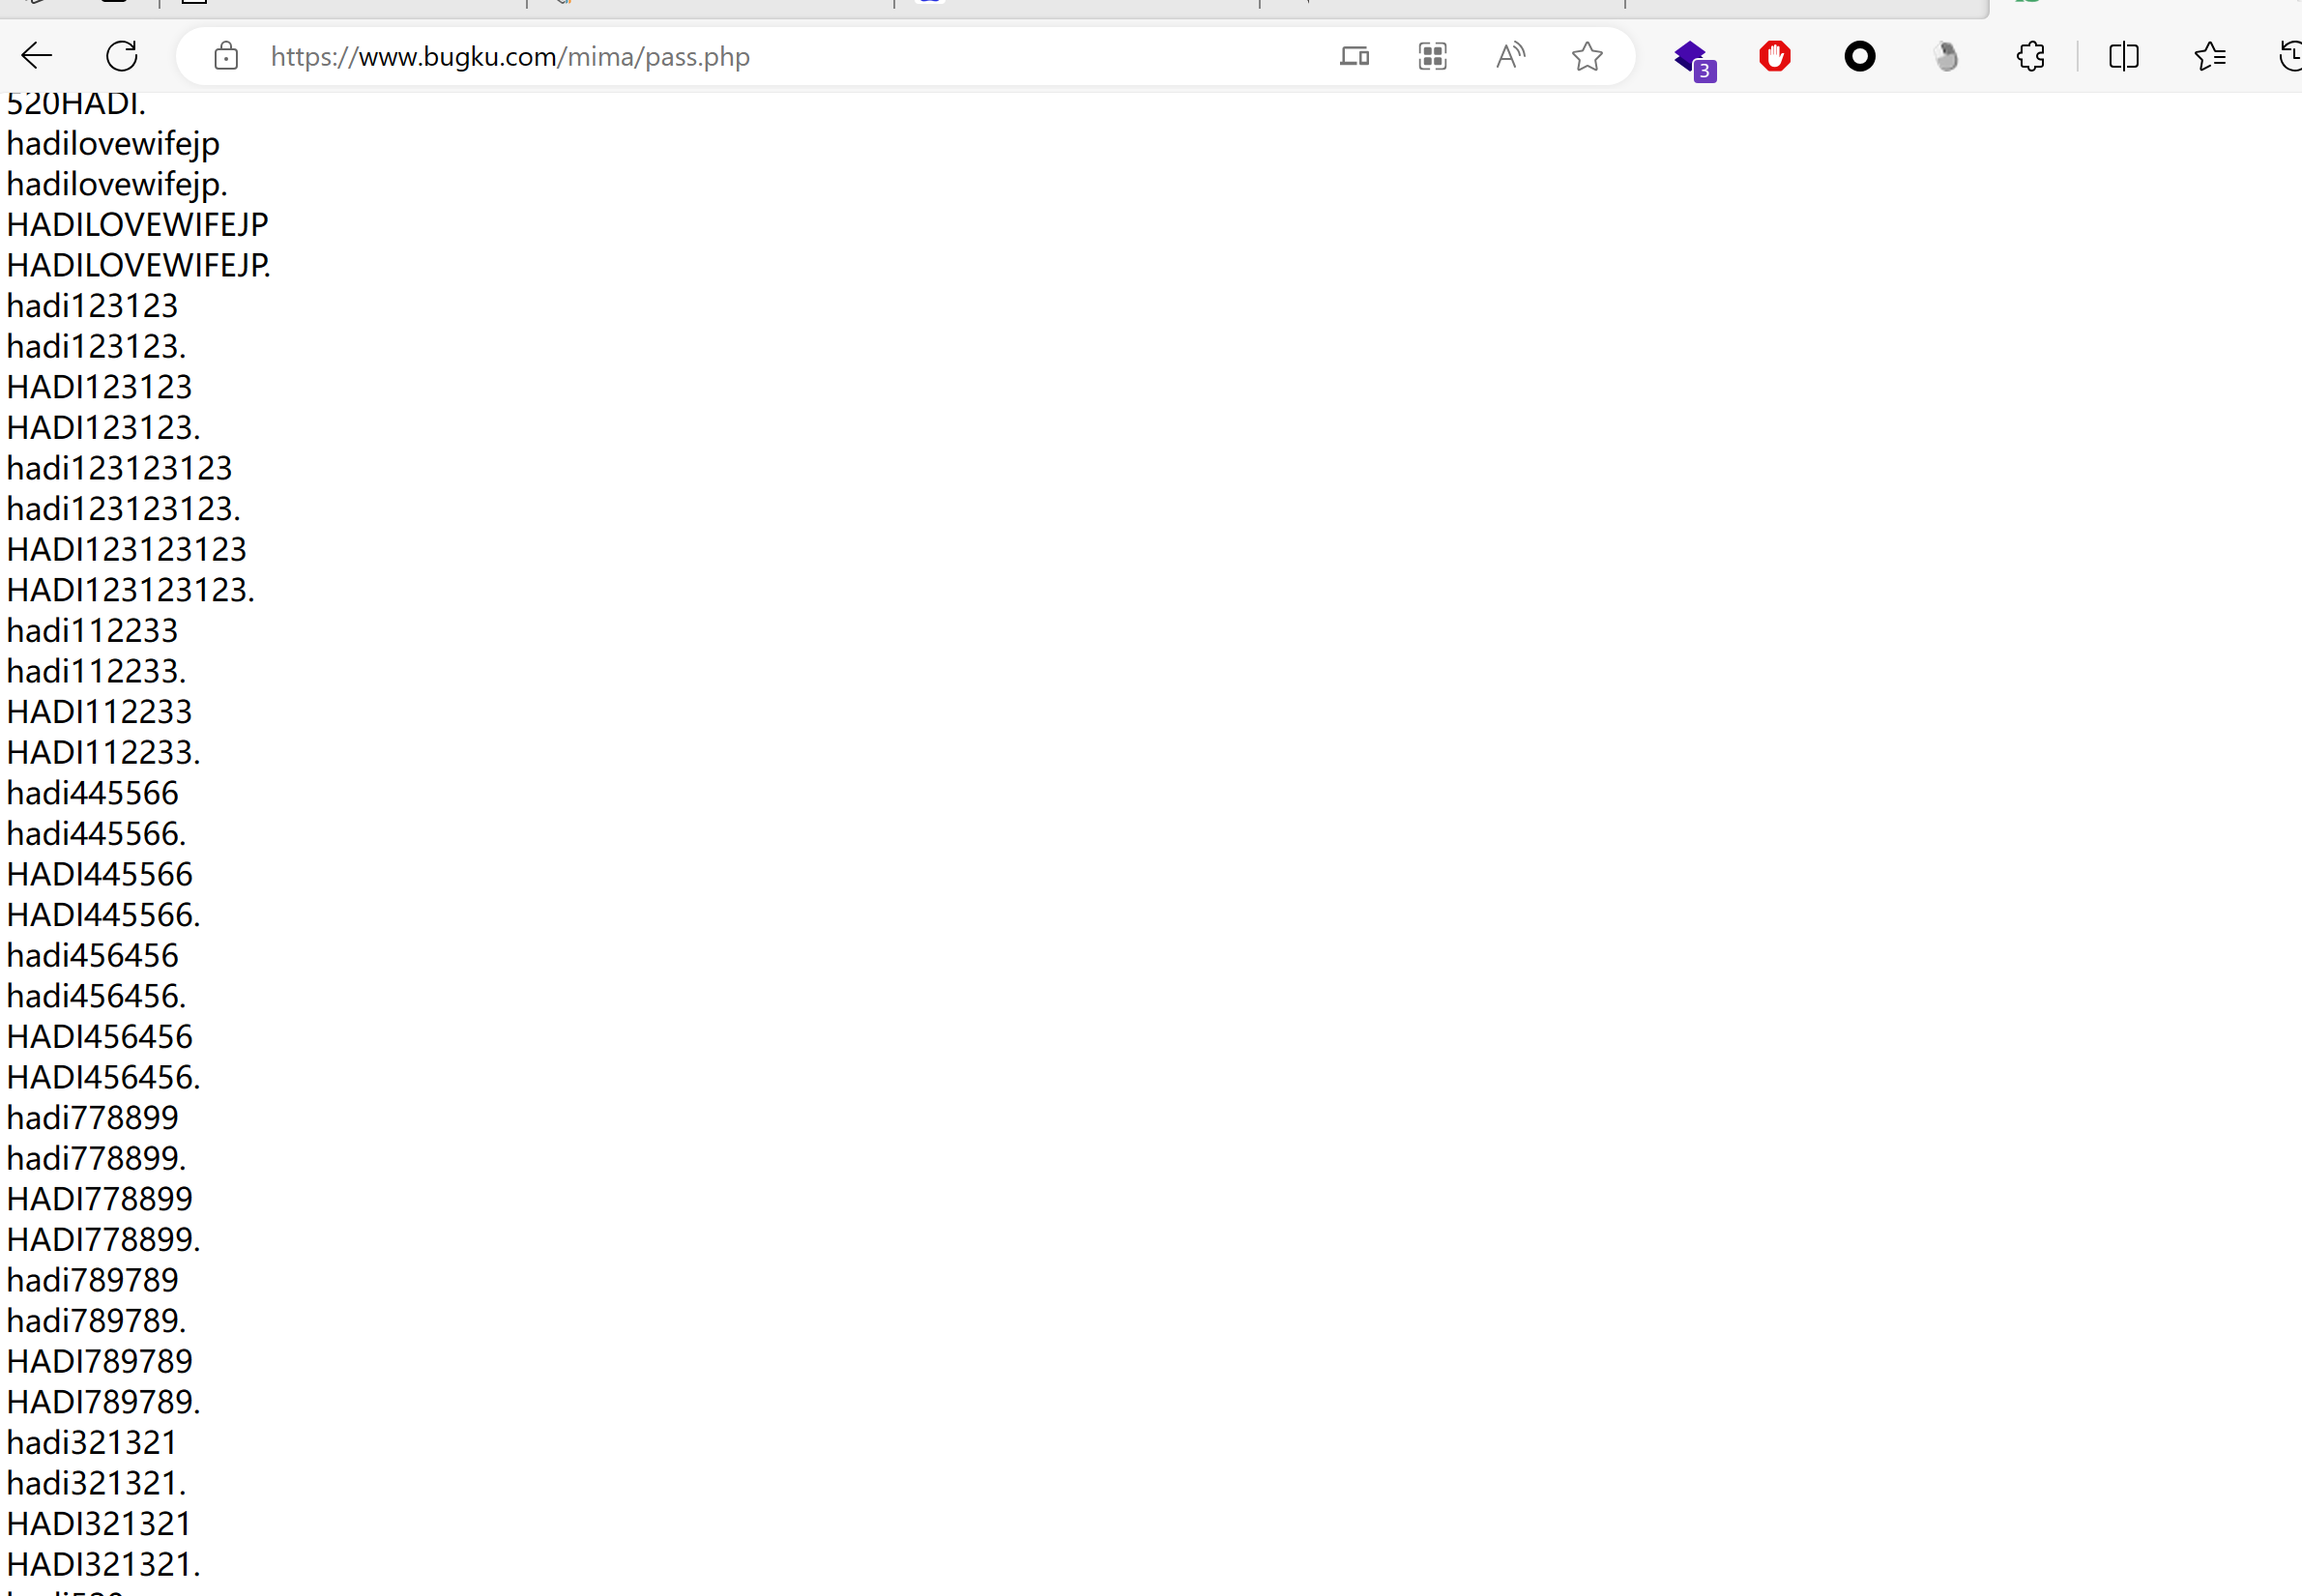 https://www.bugku.com/mima/pass.php
3
520HADI.
hadilovewifejp
hadilovewifejp.
HADILOVEWIFEJP
HADILOVEWIFEJP.
hadi123123
hadi123123.
HADI123123
HADI123123.
hadi123123123
hadi123123123.
HADI123123123
HADI123123123.
hadi112233
hadi112233.
HADI112233
HADI112233.
hadi445566
hadi445566.
HADI445566
HADI445566.
hadi456456
hadi456456.
HADI456456
HADI456456.
hadi778899
hadi778899.
HADI778899
HADI778899.
hadi789789
hadi789789.
HADI789789
HADI789789.
hadi321321
hadi321321.
HADI321321
HADI321321.